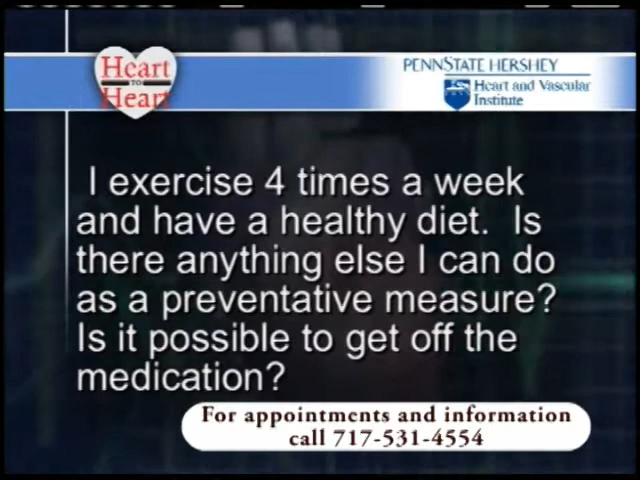 Heart
TO
Heart
PENNSTATE HERSHEY
Heart and Vascular
Institute
I exercise 4 times a week
and have a healthy diet. Is
there anything else I can do
as a preventative measure?
Is it possible to get off the
medication?
For appointments and information
call 717-531-4554